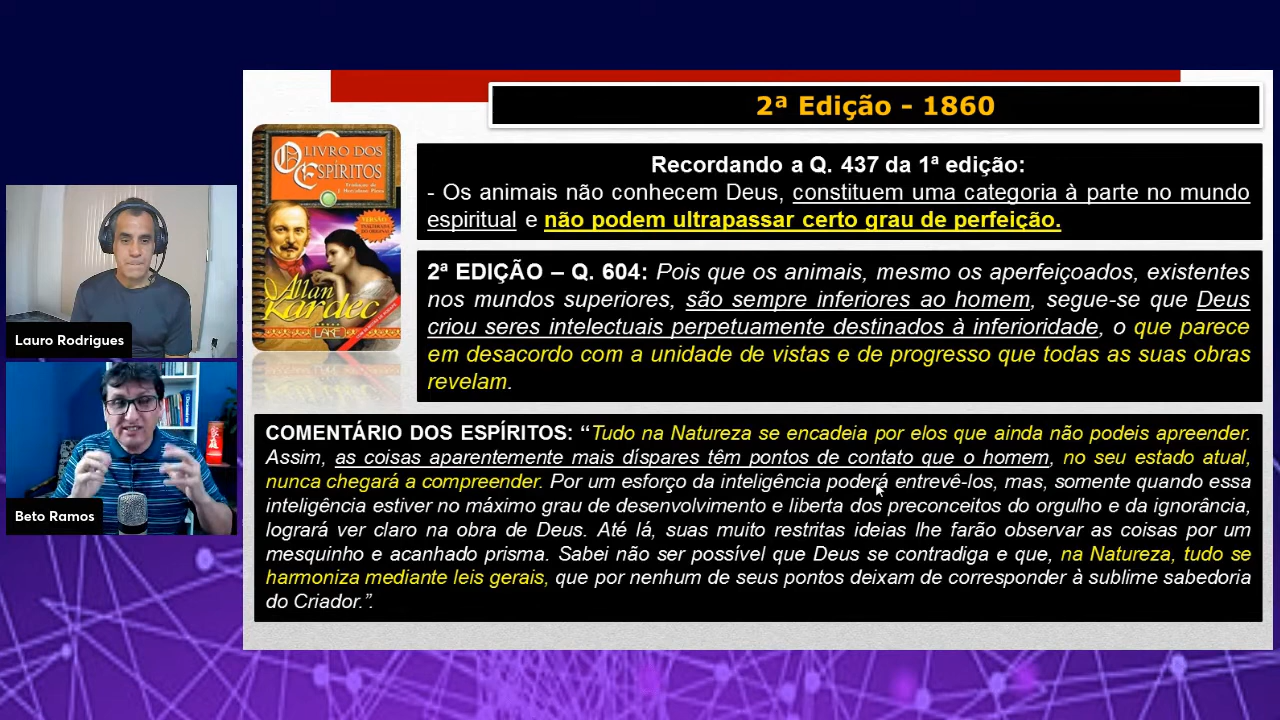 2ª Edição - 1860
O LIVRO DOS
ESPÍRITOS
Allan
Kardec
LAKE
Recordando a Q. 437 da 1ª edição:
- Os animais não conhecem Deus, constituem uma categoria à parte no mundo
espiritual e não podem ultrapassar certo grau de perfeição.
2ª EDIÇÃO – Q. 604: Pois que os animais, mesmo os aperfeiçoados, existentes
nos mundos superiores, são sempre inferiores ao homem, segue-se que Deus
criou seres intelectuais perpetuamente destinados à inferioridade, o que parece
em desacordo com a unidade de vistas e de progresso que todas as suas obras
revelam.
Lauro Rodrigues
Beto Ramos
COMENTÁRIO DOS ESPÍRITOS: “Tudo na Natureza se encadeia por elos que ainda não podeis apreender.
Assim, as coisas aparentemente mais díspares têm pontos de contato que o homem, no seu estado atual,
nunca chegará a compreender. Por um esforço da inteligência poderá entrevê-los, mas, somente quando essa
inteligência estiver no máximo grau de desenvolvimento e liberta dos preconceitos do orgulho e da ignorância,
logrará ver claro na obra de Deus. Até lá, suas muito restritas ideias lhe farão observar as coisas por um
mesquinho e acanhado prisma. Sabei não ser possível que Deus se contradiga e que, na Natureza, tudo se
harmoniza mediante leis gerais, que por nenhum de seus pontos deixam de corresponder à sublime sabedoria
do Criador.”.